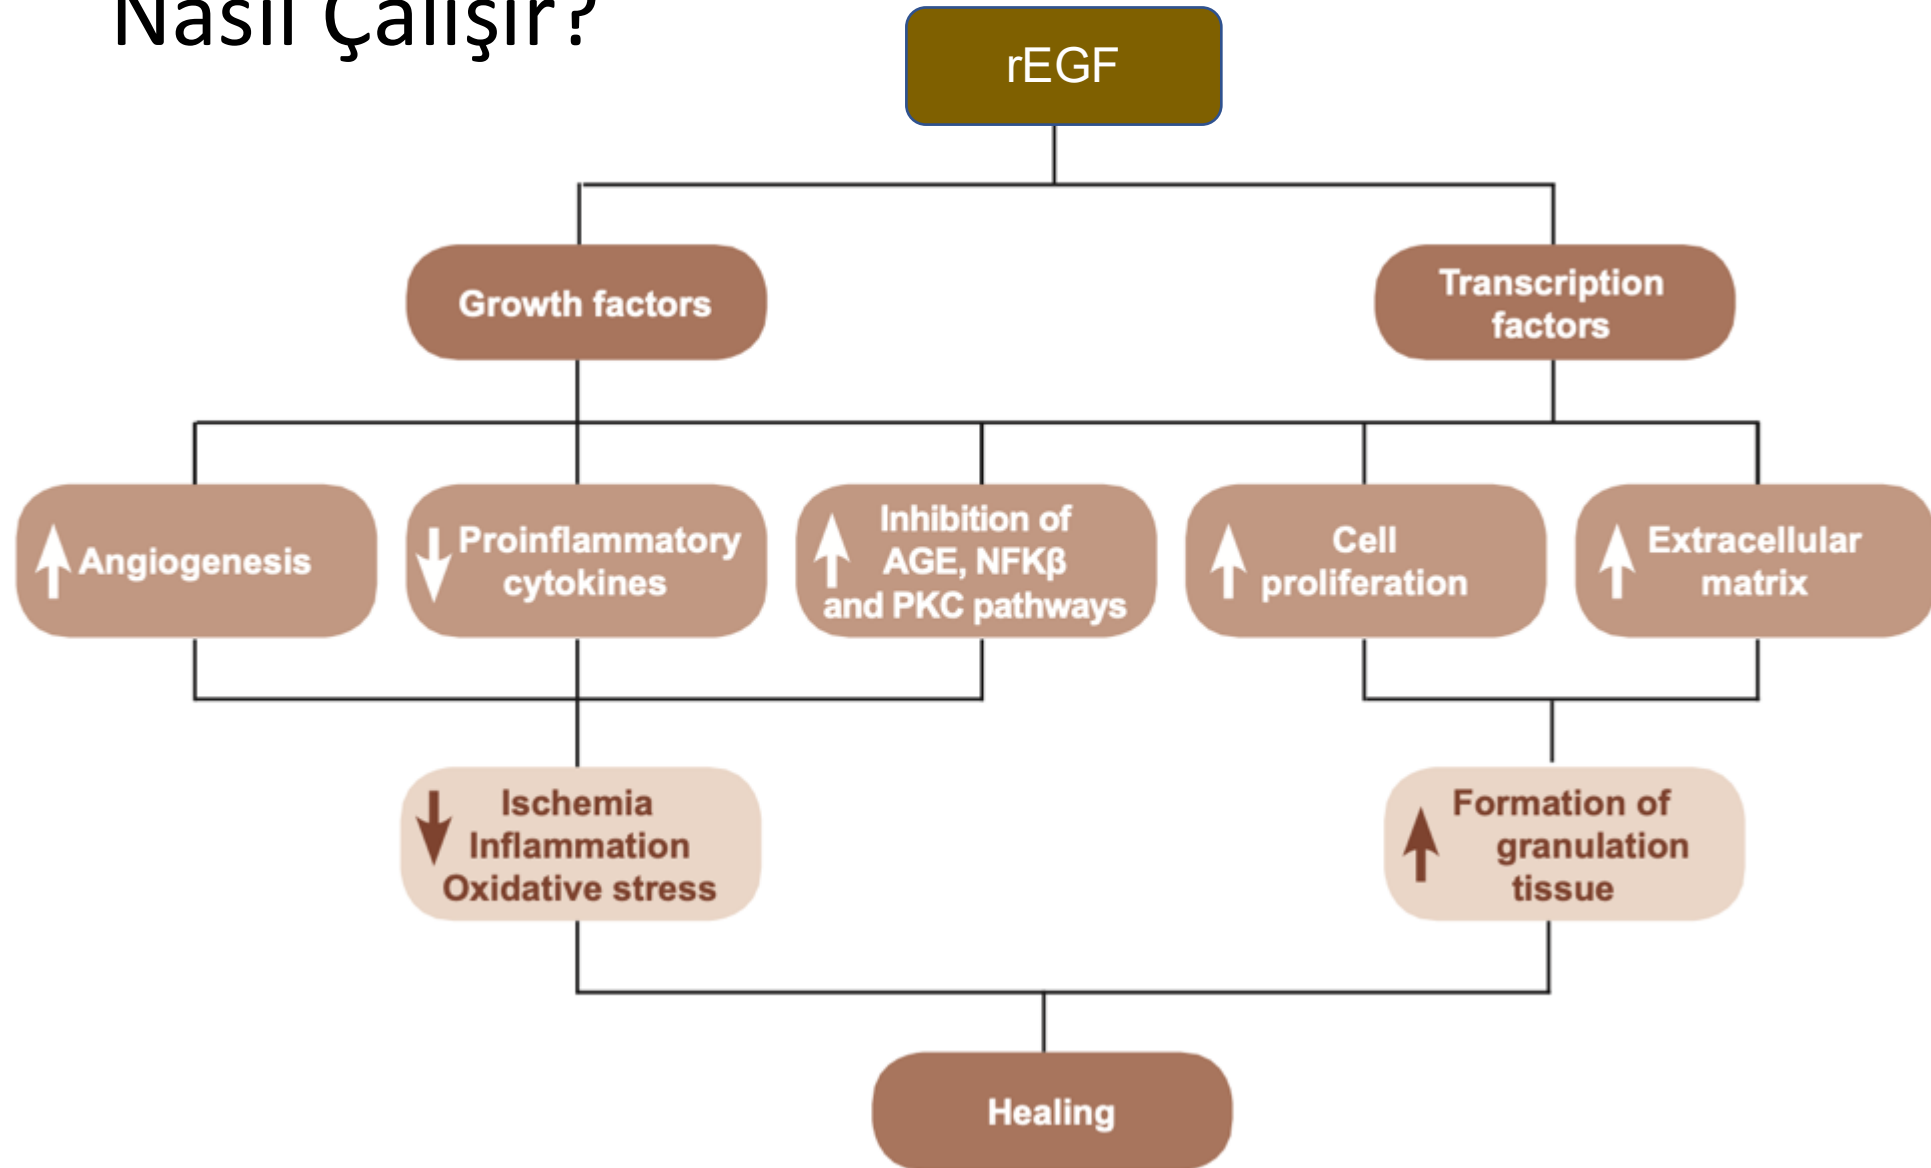 Nasıl Çalışır?
rEGF
Growth factors
Transcription
factors
Angiogenesis
Proinflammatory
cytokines
Inhibition of
AGE, NFKβ
and PKC pathways
Cell
proliferation
Extracellular
matrix
Ischemia
Inflammation
Oxidative stress
Formation of
granulation
tissue
Healing